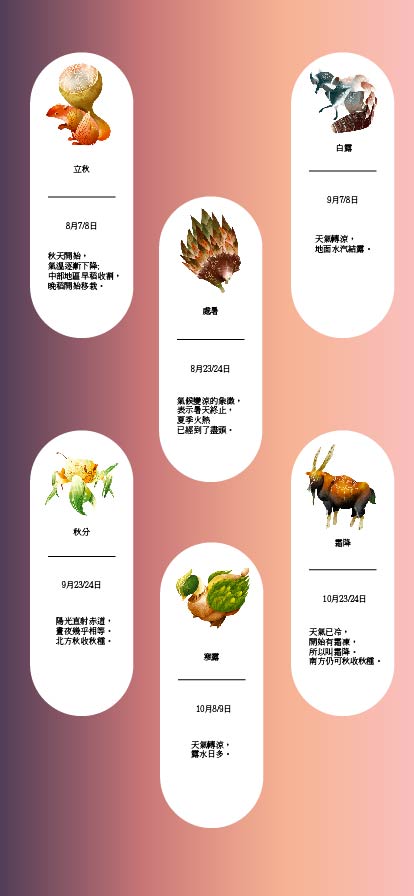 立秋
8月7/8日
秋天開始，
氣溫逐漸下降;
中部地區早稻收割，
晚稻開始移栽。
處暑
8月23/24日
氣候變涼的象徵，
表示暑天終止，
夏季火熱
已經到了盡頭。
白露
9月7/8日
天氣轉涼，
地面水汽結露。
秋分
9月23/24日
陽光直射赤道，
晝夜幾乎相等。
北方秋收秋種。
寒露
10月8/9日
天氣轉涼，
露水日多。
霜降
10月23/24日
天氣已冷，
開始有霜凍，
所以叫霜降。
南方仍可秋收秋種。